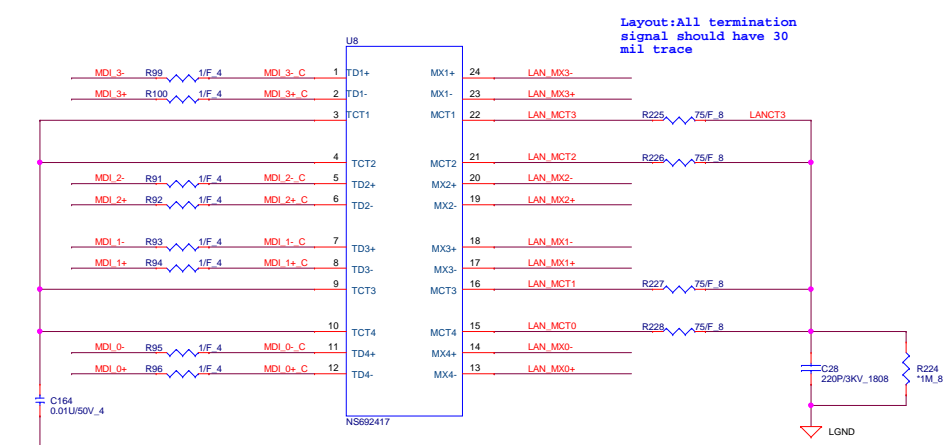 Layout:All termination
signal should have 30
mil trace
U8
MDI_3- R99 1/F_4 MDI_3-_C 1 TD1+ MX1+ 24 LAN_MX3-
MDI_3+ R100 1/F_4 MDI_3+_C 2 TD1- MX1- 23 LAN_MX3+
3 TCT1 MCT1 22 LAN_MCT3 R225 75/F_8 LANCT3
4 TCT2 MCT2 21 LAN_MCT2 R226 75/F_8
MDI_2- R91 1/F_4 MDI_2-_C 5 TD2+ MX2+ 20 LAN_MX2-
MDI_2+ R92 1/F_4 MDI_2+_C 6 TD2- MX2- 19 LAN_MX2+
MDI_1- R93 1/F_4 MDI_1-_C 7 TD3+ MX3+ 18 LAN_MX1-
MDI_1+ R94 1/F_4 MDI_1+_C 8 TD3- MX3- 17 LAN_MX1+
9 TCT3 MCT3 16 LAN_MCT1 R227 75/F_8
10 TCT4 MCT4 15 LAN_MCT0 R228 75/F_8
MDI_0- R95 1/F_4 MDI_0-_C 11 TD4+ MX4+ 14 LAN_MX0-
MDI_0+ R96 1/F_4 MDI_0+_C 12 TD4- MX4- 13 LAN_MX0+
C28 R224
220P/3KV_1808 *1M_8
C164
0.01U/50V_4
NS692417
LGND